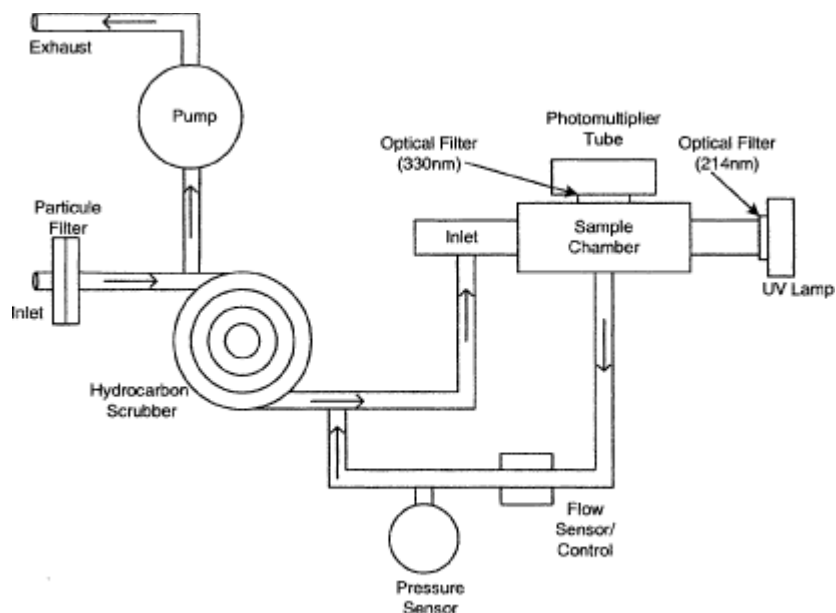 Exhaust
Pump
Photomultiplier
Tube
Optical Filter
(330nm)
Optical Filter
(214nm)
Particule
Filter
Inlet
Sample
Chamber
Inlet
UV Lamp
Hydrocarbon
Scrubber
Flow
Sensor/
Control
Pressure
Sensor